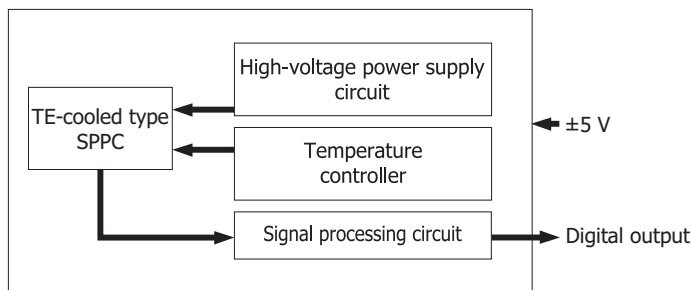 High-voltage power supply
circuit
TE-cooled type
SPPC
±5 V
Temperature
controller
Signal processing circuit
Digital output